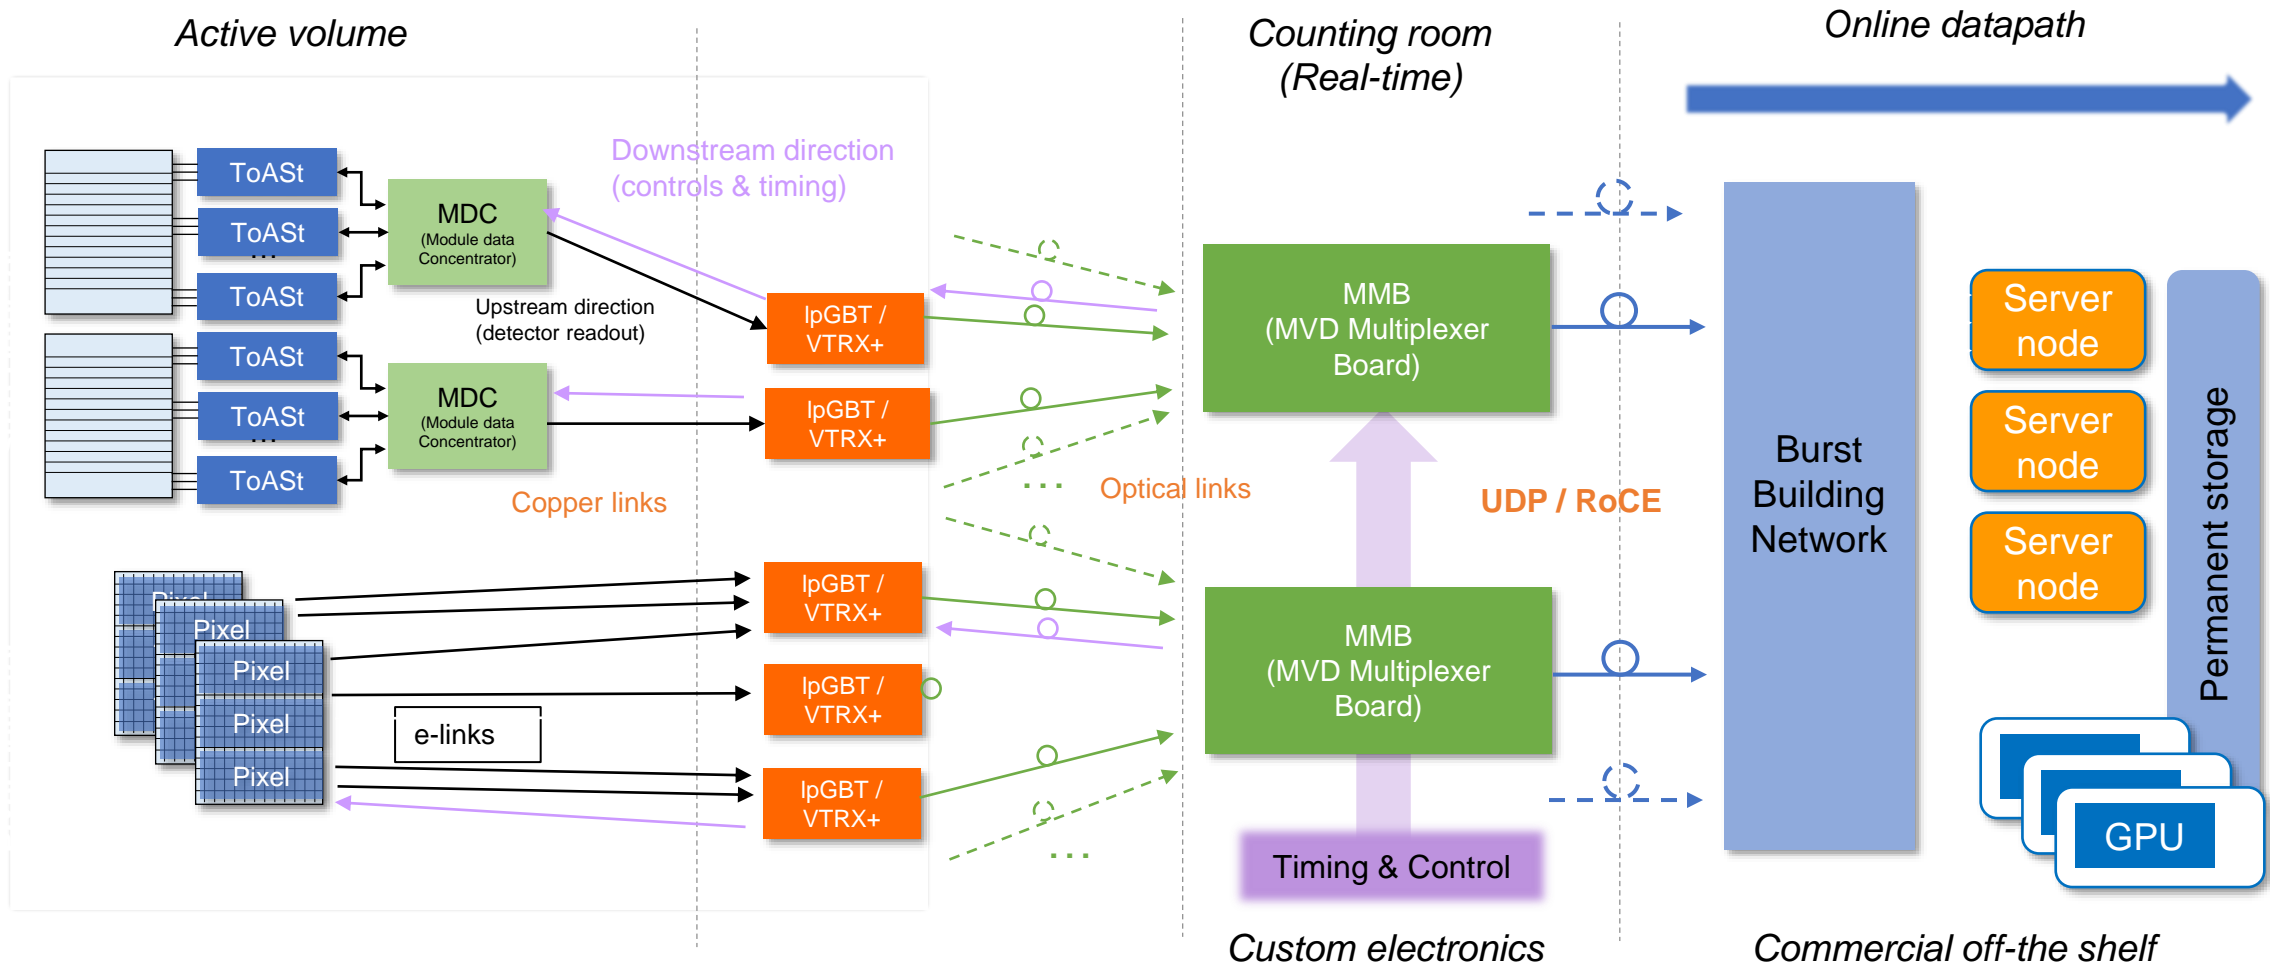 Active volume
Counting room
(Real-time)
Online datapath
Downstream direction
(controls & timing)
ToASt
ToASt
...
ToASt
MDC
(Module data
Concentrator)
Upstream direction
(detector readout)
lpGBT /
VTRX+
MMB
(MVD Multiplexer
Board)
ToASt
ToASt
...
ToASt
MDC
(Module data
Concentrator)
lpGBT /
VTRX+
Copper links
...
Optical links
UDP / RoCE
Burst
Building
Network
Server
node
Server
node
Server
node
Permanent storage
Pixel
Pixel
Pixel
Pixel
Pixel
e-links
lpGBT /
VTRX+
lpGBT /
VTRX+
lpGBT /
VTRX+
MMB
(MVD Multiplexer
Board)
...
Timing & Control
GPU
Custom electronics
Commercial off-the shelf